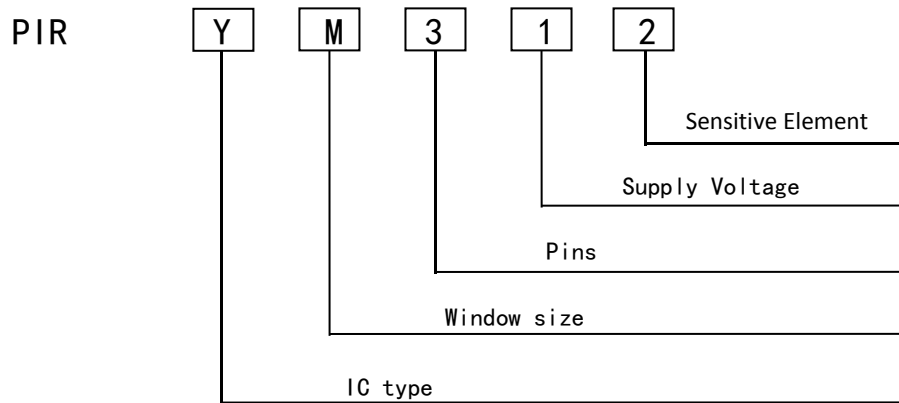 PIR Y M 3 1 2
Sensitive Element
Supply Voltage
Pins
Window size
IC type